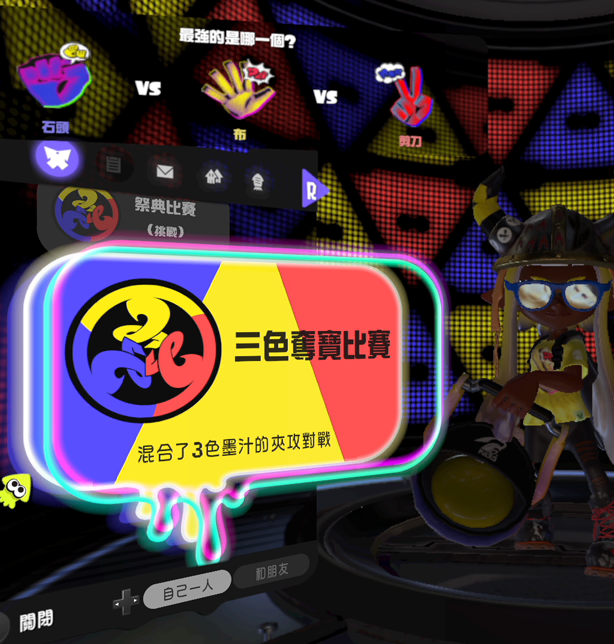 最強的是哪一個?
VS
VS
石頭
布
剪刀
R
祭典比賽
(挑戰)
三色奪寶比賽
混合了3色墨汁的夾攻對戰
自己一人
和朋友
關閉